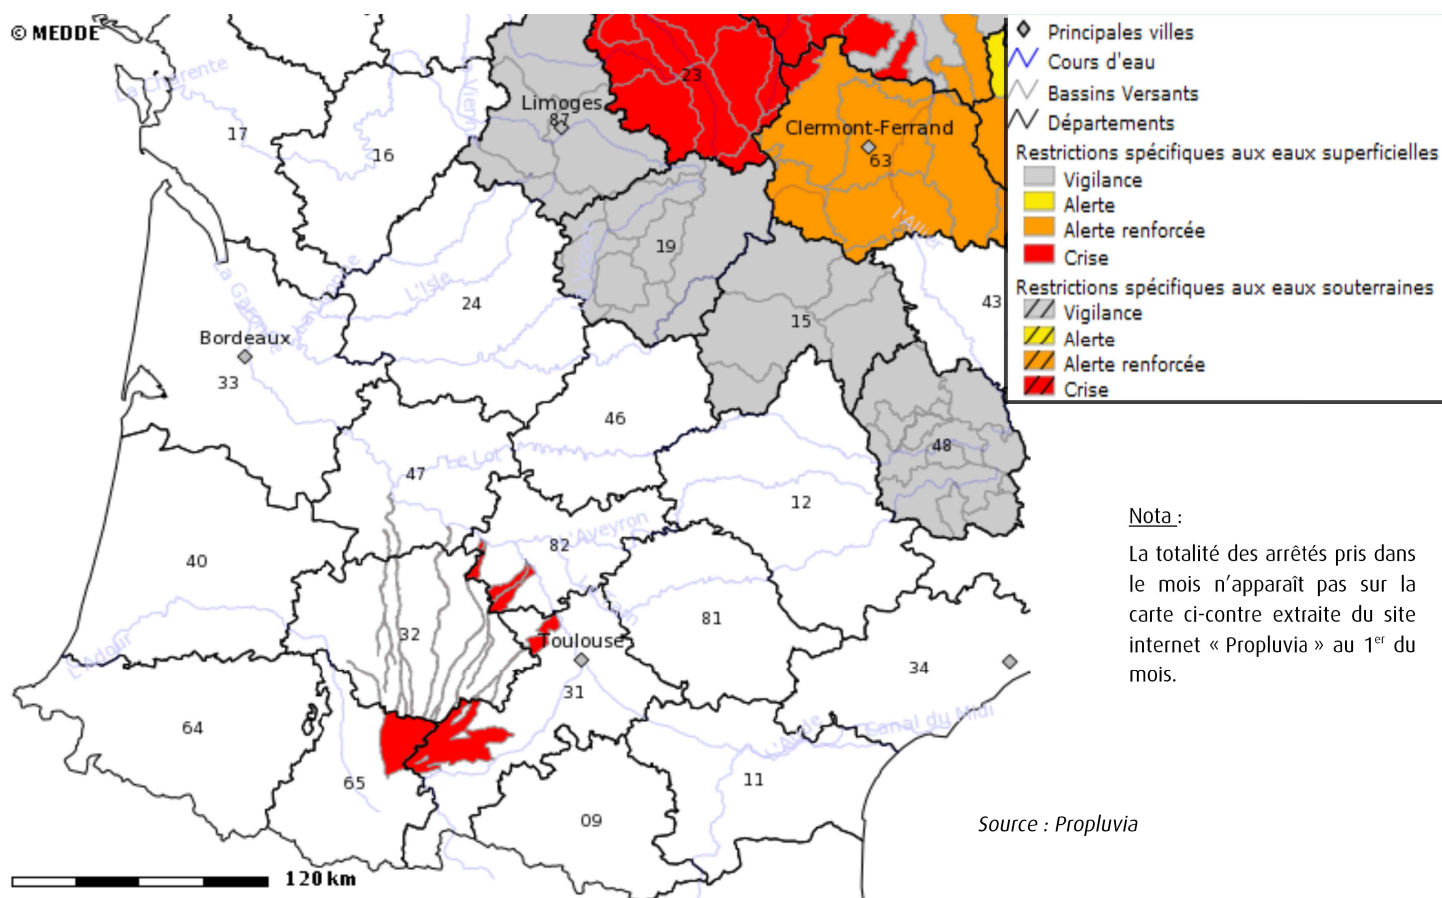 © MEDDE
Principales villes
Cours d'eau
Bassins Versants
Départements
Restrictions spécifiques aux eaux superficielles
Vigilance
Alerte
Alerte renforcée
Crise
Restrictions spécifiques aux eaux souterraines
Vigilance
Alerte
Alerte renforcée
Crise
La Charente
23
Limoges
87
Clermont-Ferrand
63
17
16
l'Allier
19
L'Isle
24
43
15
La Garonne
Bordeaux
33
46
48
47
Le Lot
12
L'Aveyron
82
40
81
32
Toulouse
L'Adour
34
31
64
Canal du Midi
L'Aude
65
11
09
120 km
Nota :
La totalité des arrêtés pris dans
le mois n'apparaît pas sur la
carte ci-contre extraite du site
internet « Propluvia » au 1er du
mois.
Source : Propluvia